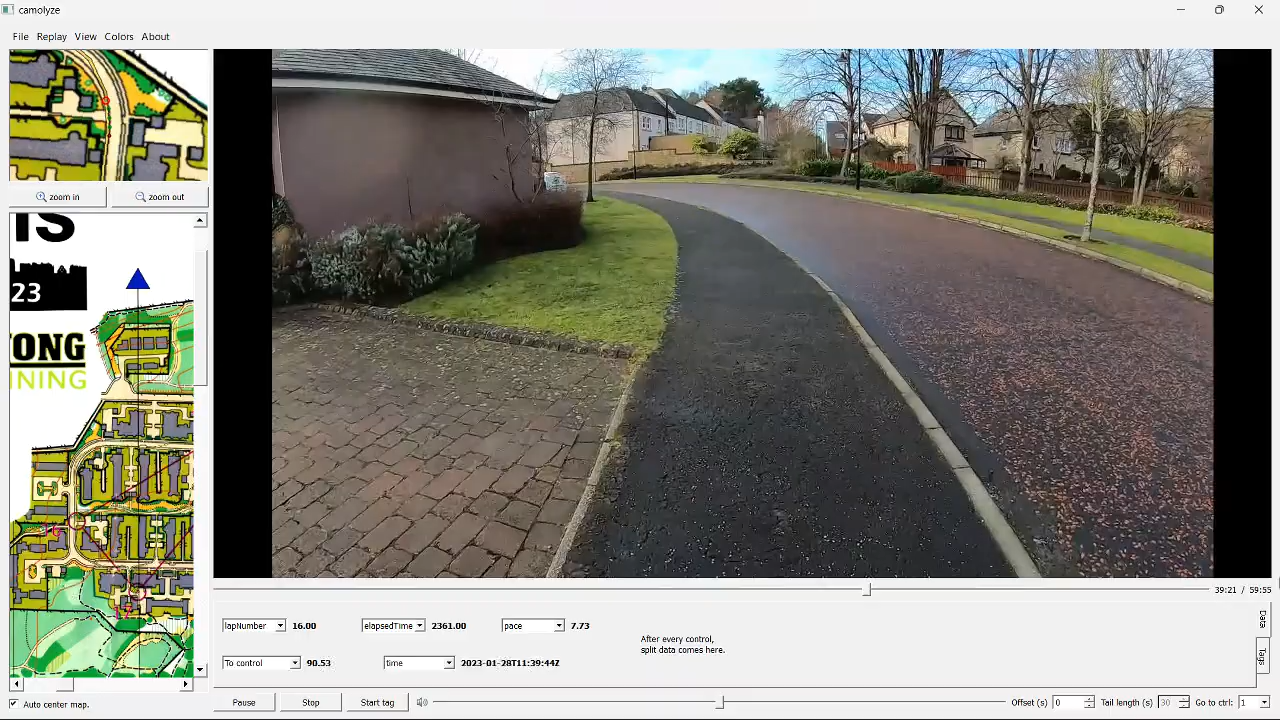 camolyze
File Replay View Colors About
zoom in
zoom out
23
NING
39:21 / 59:55
lapNumber 16.00 elapsedTime 2361.00 pace 7.73
To control 90.53 time 2023-01-28T11:39:44Z
After every control,
split data comes here.
Data
Tags
Auto center map.
Pause Stop Start tag
Offset (s) 0 Tail length (s) 30 Go to ctrl: 1